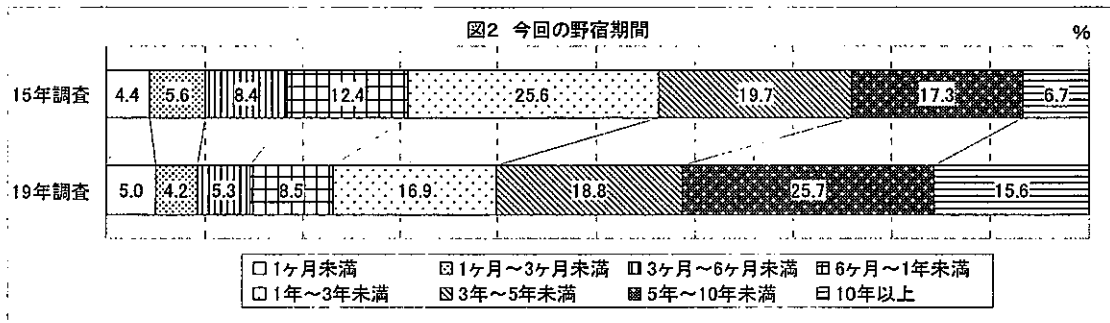 図2 今回の野宿期間
%
15年調査 4.4 5.6 8.4 12.4 25.6 19.7 17.3 6.7
19年調査 5.0 4.2 5.3 8.5 16.9 18.8 25.7 15.6
□1ヶ月未満 1ヶ月～3ヶ月未満 3ヶ月～6ヶ月未満 6ヶ月～1年未満
1年～3年未満 3年～5年未満 5年～10年未満 10年以上